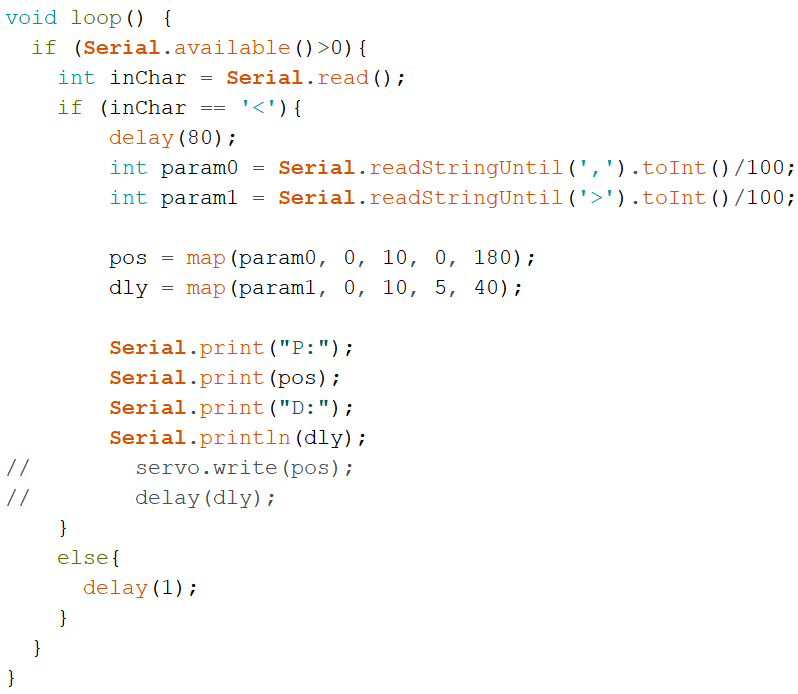 void loop() {
  if (Serial.available()>0){
    int inChar = Serial.read();
    if (inChar == '<'){
        delay(80);
        int param0 = Serial.readStringUntil(',').toInt()/100;
        int param1 = Serial.readStringUntil('>').toInt()/100;

        pos = map(param0, 0, 10, 0, 180);
        dly = map(param1, 0, 10, 5, 40);

        Serial.print("P:");
        Serial.print(pos);
        Serial.print("D:");
        Serial.println(dly);
//        servo.write(pos);
//        delay(dly);
    }
    else{
      delay(1);
    }
  }
}